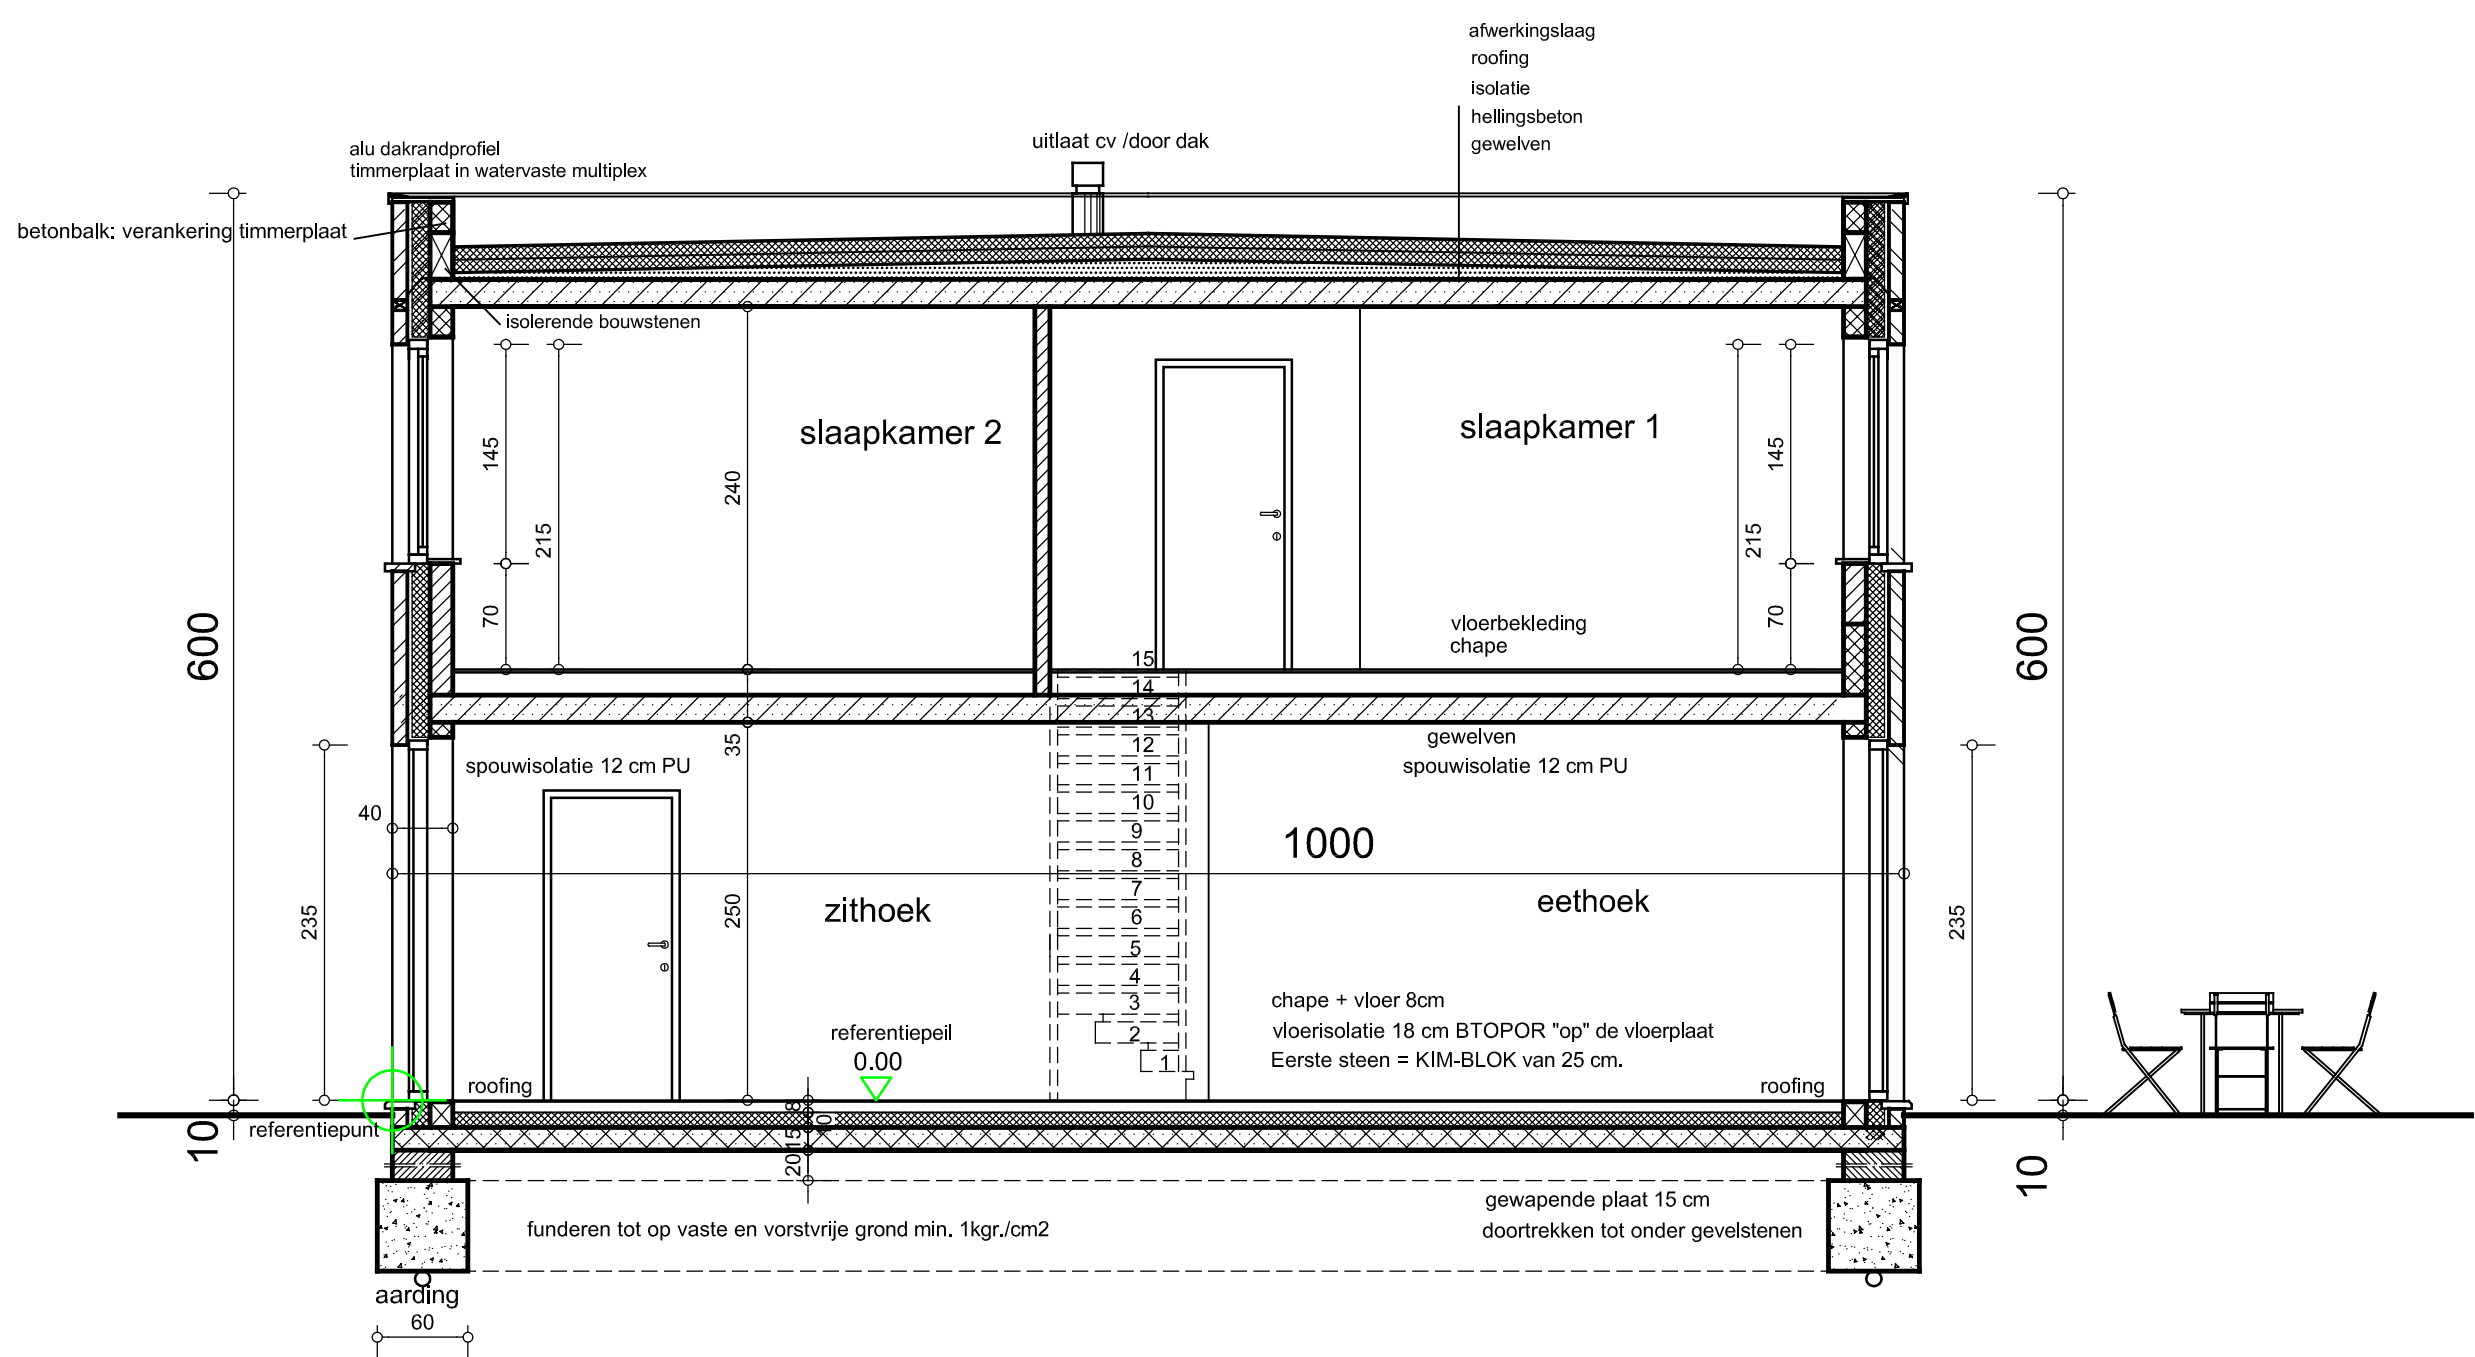 afwerkingslaag
roofing
isolatie
hellingsbeton
gewelven
uitlaat cv /door dak
alu dakrandprofiel
timmerplaat in watervaste multiplex
betonbalk: verankering timmerplaat
isolerende bouwstenen
slaapkamer 2
slaapkamer 1
145
145
240
215
215
70
70
600
600
vloerbekleding
chape
15
14
13
12
11
10
9
8
7
6
5
4
3
2
1
35
gewelven
spouwisolatie 12 cm PU
spouwisolatie 12 cm PU
40
1000
zithoek
eethoek
250
235
235
chape + vloer 8cm
vloerisolatie 18 cm BTOPOR "op" de vloerplaat
Eerste steen = KIM-BLOK van 25 cm.
referentiepeil
0.00
roofing
roofing
8
10
15
20
referentiepunt
10
10
gewapende plaat 15 cm
doortrekken tot onder gevelstenen
funderen tot op vaste en vorstvrije grond min. 1kgr./cm2
aarding
60